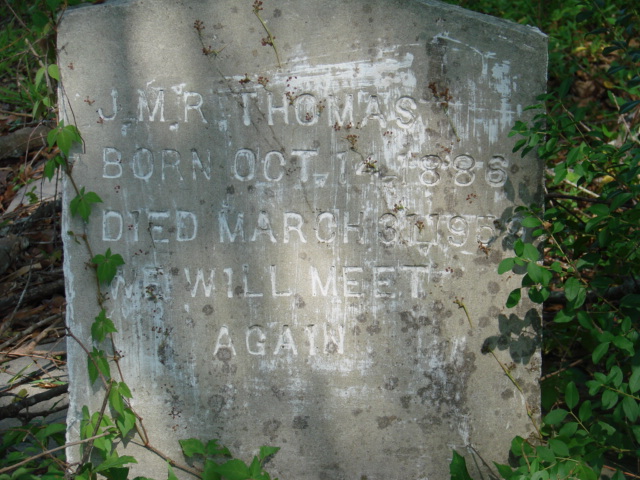 J.M.R. THOMAS
BORN OCT. 14, 1886
DIED MARCH 31,
WE WILL MEET
AGAIN